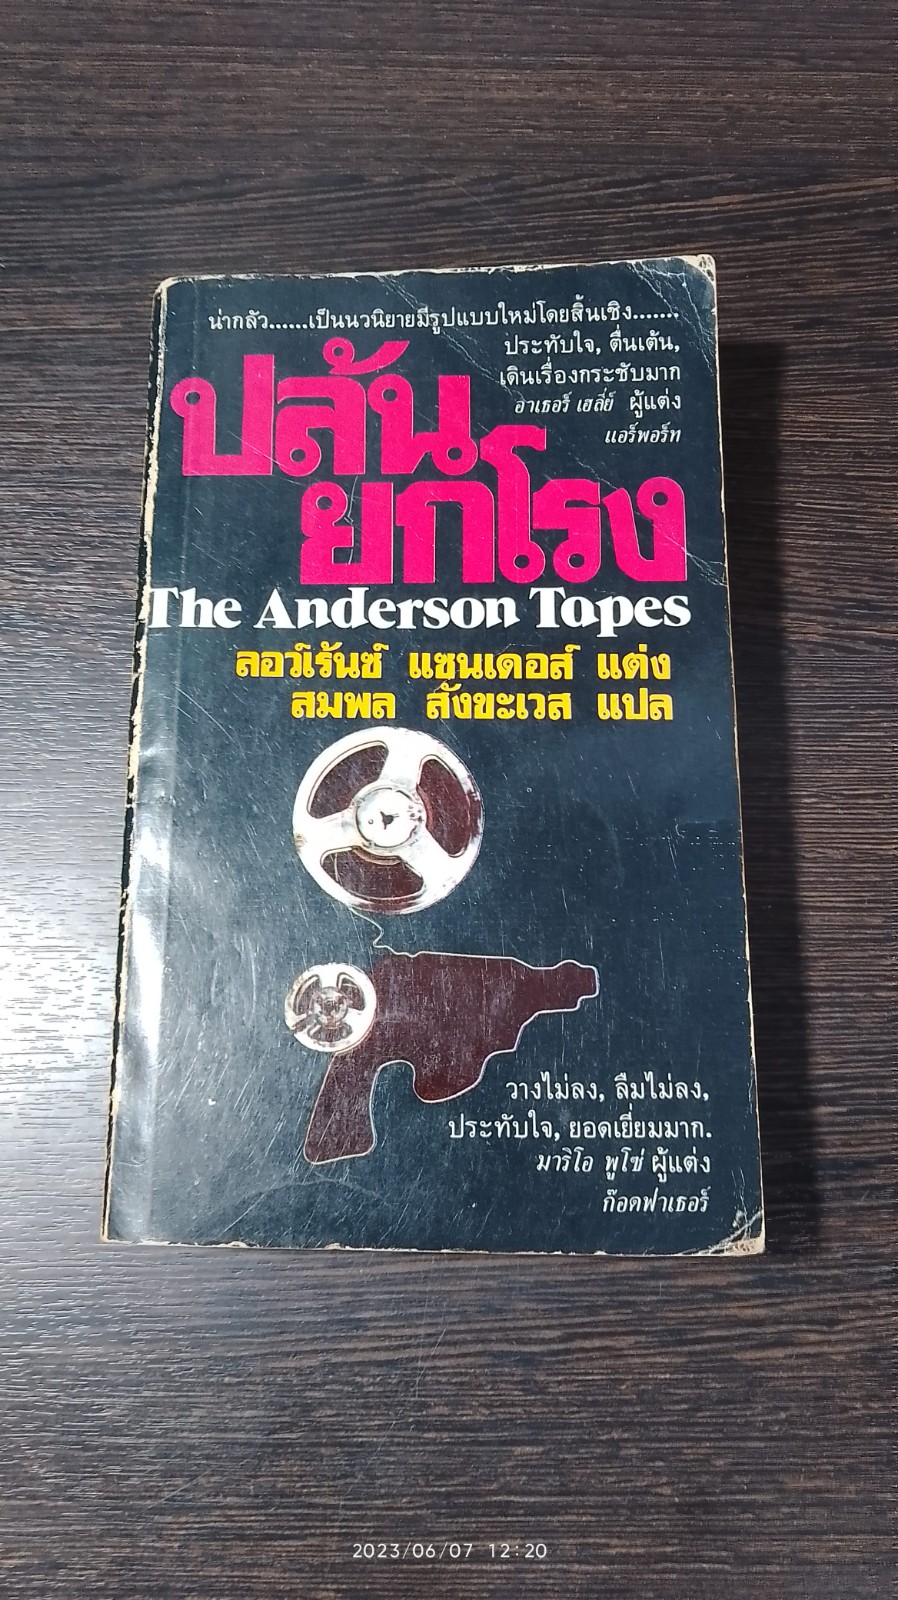 น่ากลัว......เป็นนวนิยายมีรูปแบบใหม่โดยสิ้นเชิง.......
ประทับใจ, ตื่นเต้น,
เดินเรื่องกระชับมาก
อาเธอร์ เฮลี่ย์ ผู้แต่ง
แอร์พอร์ท
ปล้น
ยกโรง
The Anderson Tapes
ลอว์เร้นซ์ แซนเดอส์ แต่ง
สมพล สังขะเวส แปล
วางไม่ลง, ลืมไม่ลง,
ประทับใจ, ยอดเยี่ยมมาก.
มาริโอ พูโซ่ ผู้แต่ง
ก๊อดฟาเธอร์
2023/06/07 12:20